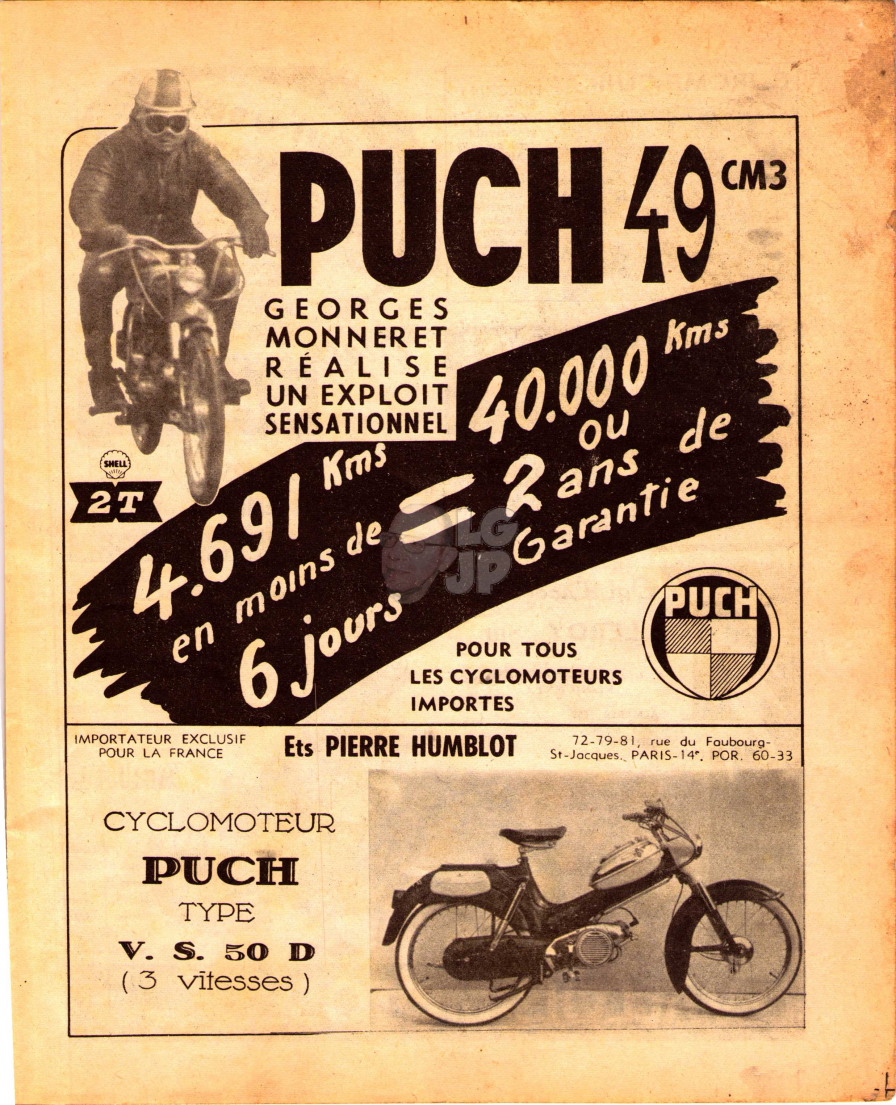 PUCH 49 CM3
GEORGES
MONNERET
RÉALISE
UN EXPLOIT
SENSATIONNEL
SHELL
2T
4.691 Kms
en moins de
6 jours
=
40.000 Kms
ou
2 ans de
Garantie
LG
JP
PUCH
POUR TOUS
LES CYCLOMOTEURS
IMPORTES
IMPORTATEUR EXCLUSIF
POUR LA FRANCE
Ets PIERRE HUMBLOT
72-79-81, rue du Faubourg-
St-Jacques. PARIS-14e. POR. 60-33
CYCLOMOTEUR
PUCH
TYPE
V. S. 50 D
( 3 vitesses )